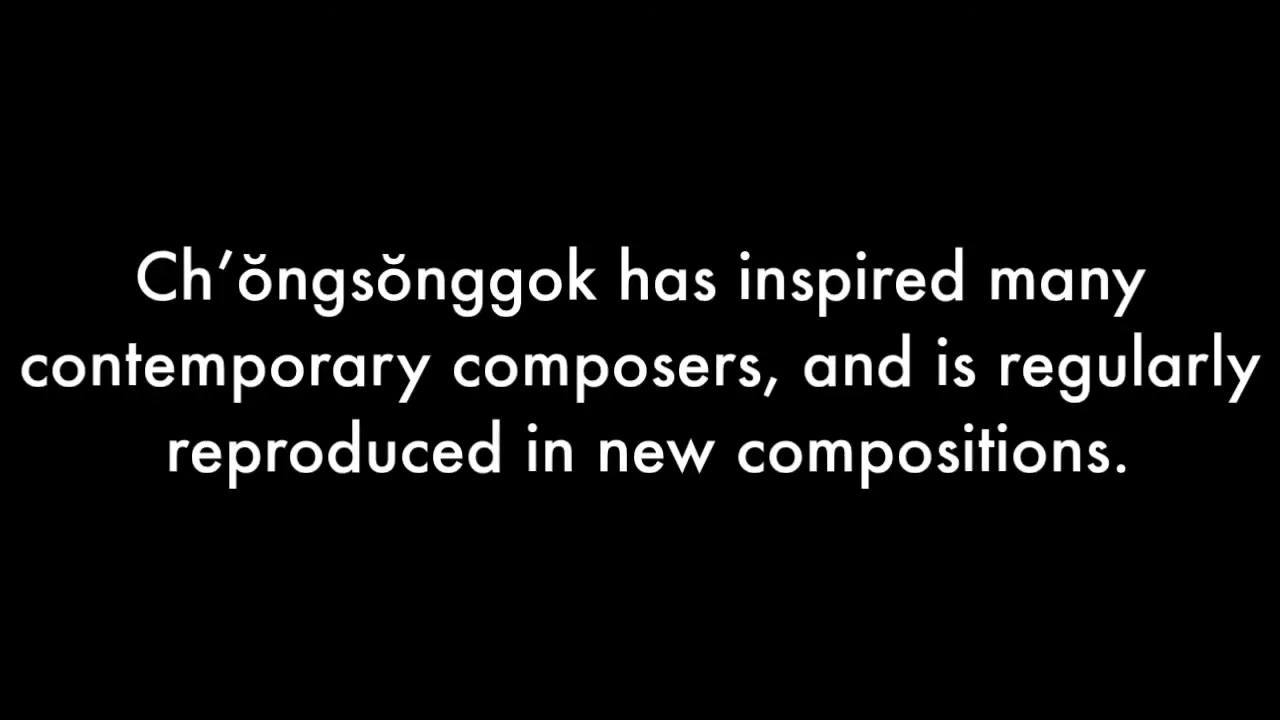 Ch’ŏngsŏnggok has inspired many
contemporary composers, and is regularly
reproduced in new compositions.